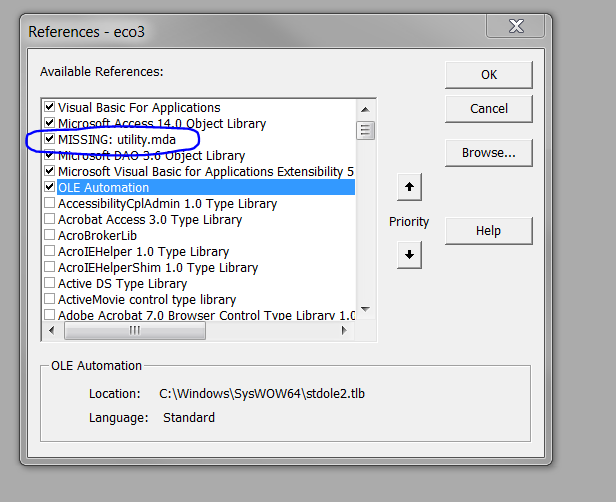 References - eco3
Available References:
Visual Basic For Applications
Microsoft Access 14.0 Object Library
MISSING: utility.mda
Microsoft DAO 3.6 Object Library
Microsoft Visual Basic for Applications Extensibility 5
OLE Automation
AccessibilityCplAdmin 1.0 Type Library
Acrobat Access 3.0 Type Library
AcroBrokerLib
AcroIEHelper 1.0 Type Library
AcroIEHelperShim 1.0 Type Library
Active DS Type Library
ActiveMovie control type library
Adobe Acrobat 7.0 Browser Control Type Library 1.0
OK
Cancel
Browse...
Priority
Help
OLE Automation
Location: C:\Windows\SysWOW64\stdole2.tlb
Language: Standard